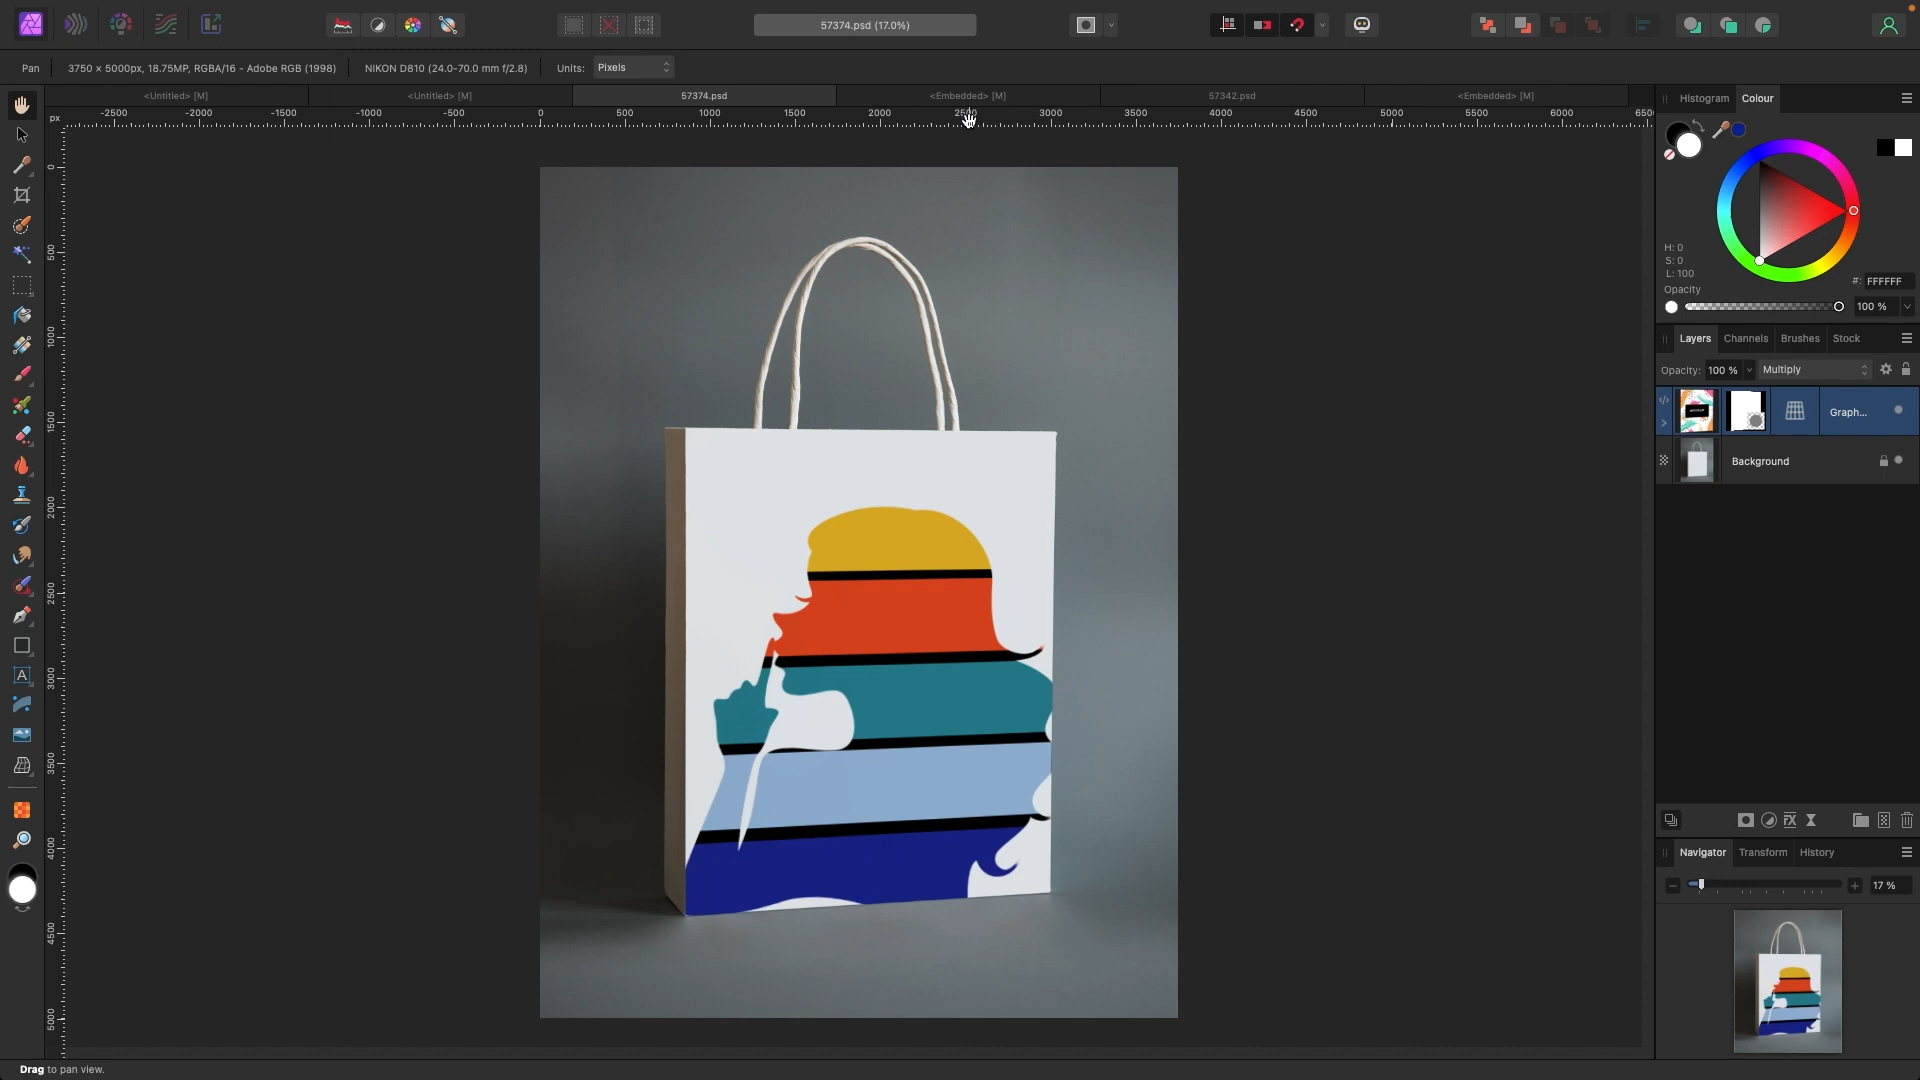 57374.psd (17.0%)
Pan
3750 × 5000px, 18.75MP, RGBA/16 - Adobe RGB (1998)
NIKON D810 (24.0-70.0 mm f/2.8)
Units:
Pixels
<Untitled> [M]
<Untitled> [M]
57374.psd
<Embedded> [M]
57342.psd
<Embedded> [M]
px
-2500
-2000
-1500
-1000
-500
0
500
1000
1500
2000
2500
3000
3500
4000
4500
5000
5500
6000
0
500
1000
1500
2000
2500
3000
3500
4000
4500
5000
Histogram
Colour
H: 0
S: 0
L: 100
#: FFFFFF
Opacity
100 %
Layers
Channels
Brushes
Stock
Opacity: 100 %
Multiply
Graph...
Background
Navigator
Transform
History
17 %
Drag to pan view.